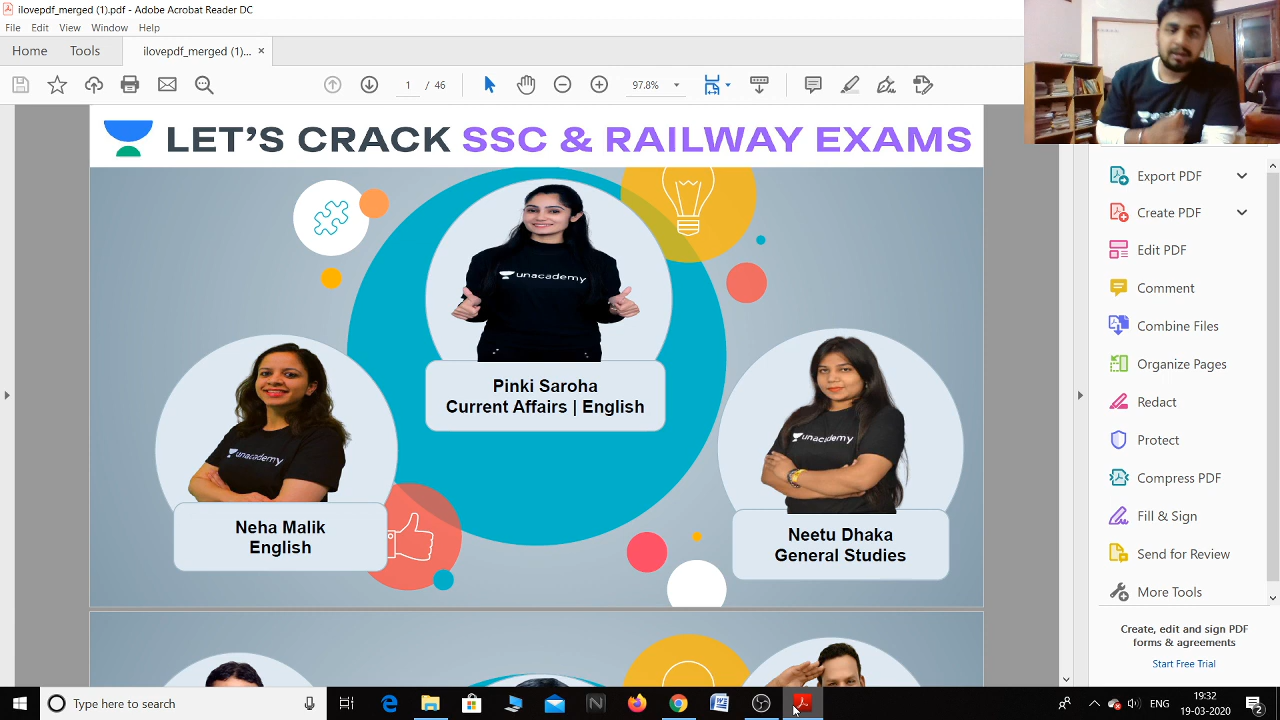 ilovepdf_merged (1).pdf - Adobe Acrobat Reader DC
File Edit View Window Help
Home Tools ilovepdf_merged (1)... ×
1 / 46 97.8%
LET'S CRACK SSC & RAILWAY EXAMS
unacademy
Pinki Saroha
Current Affairs | English
unacademy
Neha Malik
English
unacademy
Neetu Dhaka
General Studies
Export PDF
Create PDF
Edit PDF
Comment
Combine Files
Organize Pages
Redact
Protect
Compress PDF
Fill & Sign
Send for Review
More Tools
Create, edit and sign PDF
forms & agreements
Start Free Trial
Type here to search
ENG
19:32
19-03-2020
2